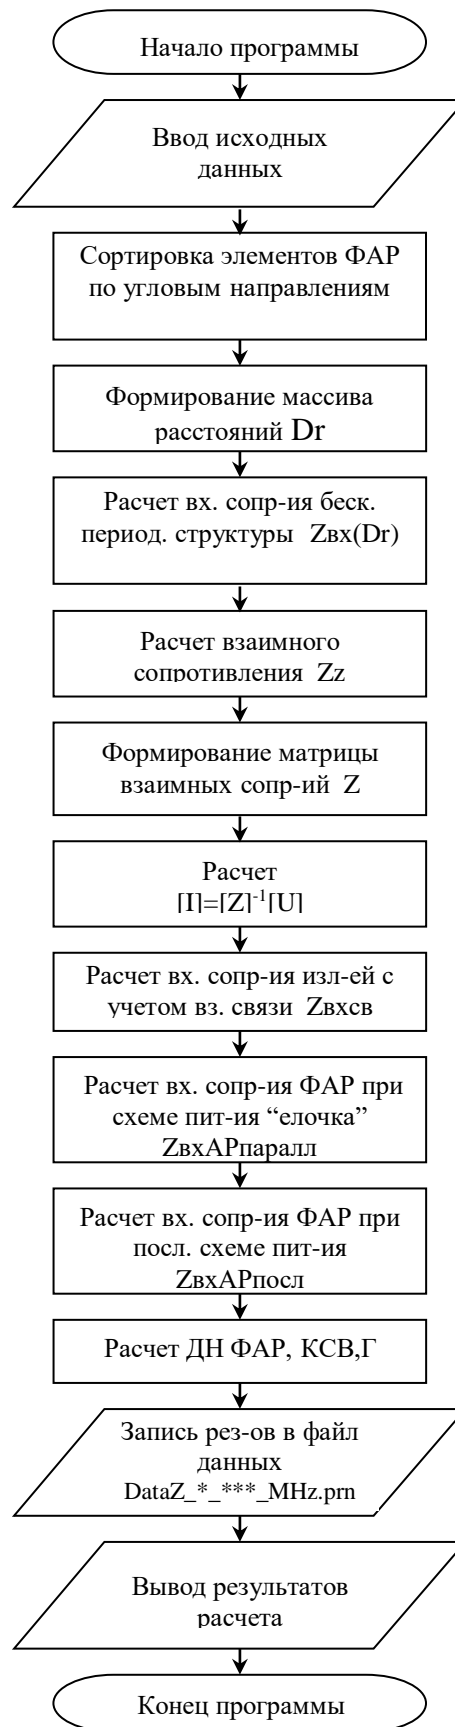 Начало программы
Ввод исходных
данных
Сортировка элементов ФАР
по угловым направлениям
Формирование массива
расстояний Dr
Расчет вх. сопр-ия беск.
период. структуры Zвх(Dr)
Расчет взаимного
сопротивления Zz
Формирование матрицы
взаимных сопр-ий Z
Расчет
[I]=[Z]⁻¹[U]
Расчет вх. сопр-ия изл-ей с
учетом вз. связи Zвхсв
Расчет вх. сопр-ия ФАР при
схеме пит-ия “елочка”
ZвхАРпаралл
Расчет вх. сопр-ия ФАР при
посл. схеме пит-ия
ZвхАРпосл
Расчет ДН ФАР, КСВ,Г
Запись рез-ов в файл
данных
DataZ_*_***_MHz.prn
Вывод результатов
расчета
Конец программы